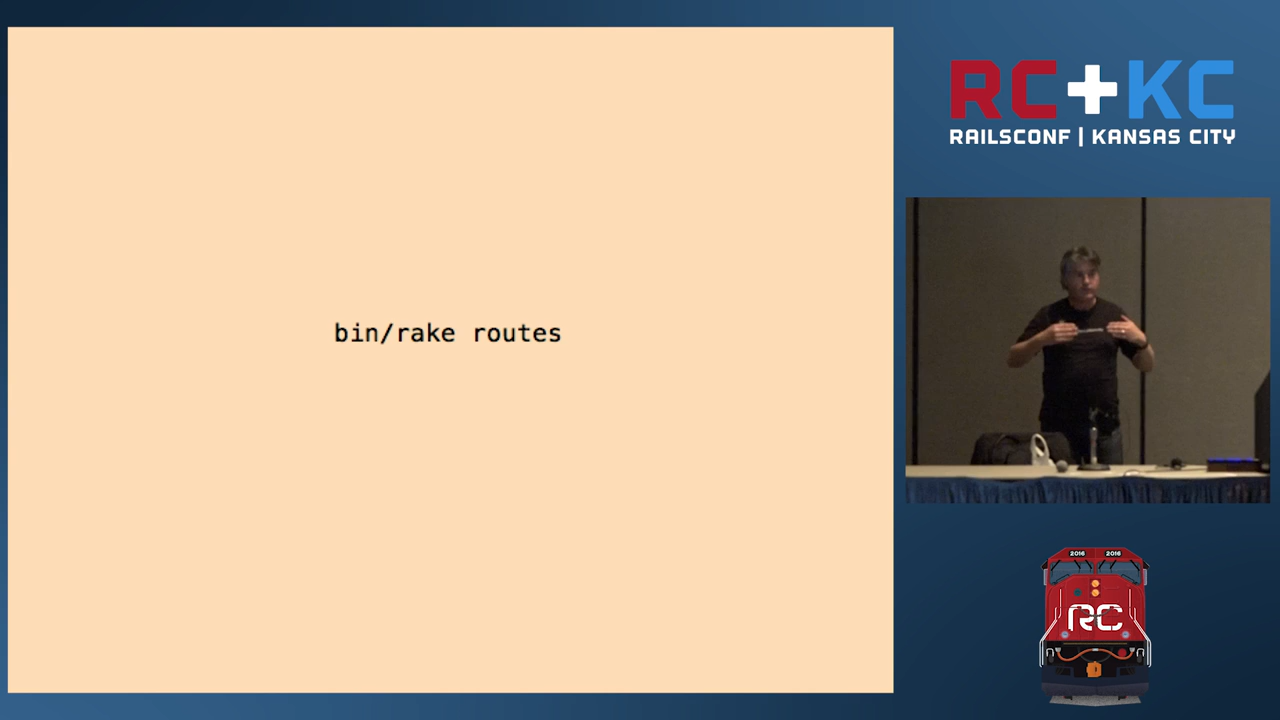 bin/rake routes
RC+KC
RAILSCONF | KANSAS CITY
2016 2016
RC